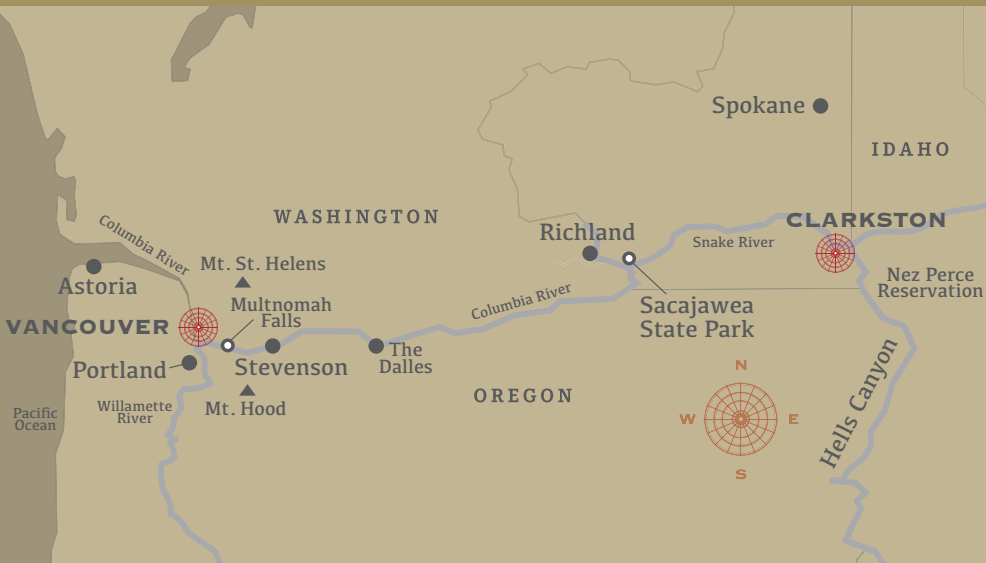 Spokane
IDAHO
WASHINGTON
CLARKSTON
Columbia River
Richland
Snake River
Mt. St. Helens
Astoria
Nez Perce
Reservation
Columbia River
Multnomah
Falls
Sacajawea
State Park
VANCOUVER
The
Dalles
Stevenson
Portland
N
Hells Canyon
OREGON
Mt. Hood
Willamette
River
Pacific
Ocean
W
E
S